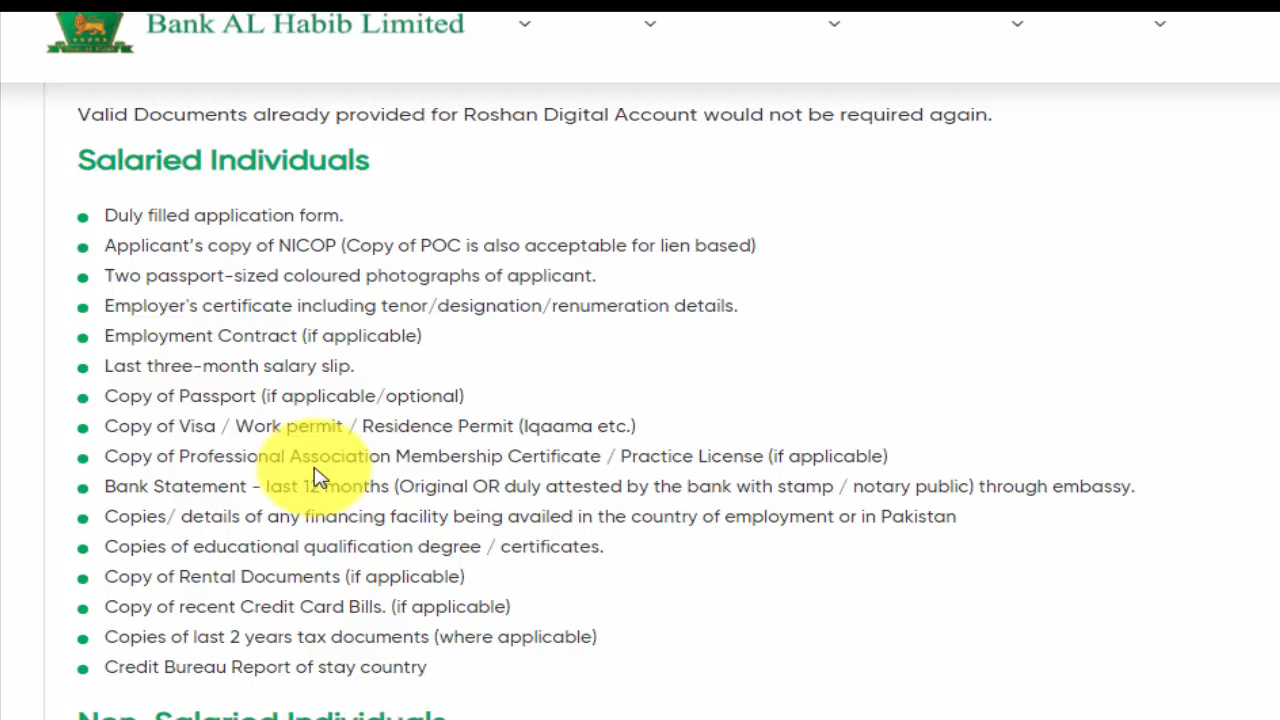 Bank AL Habib Limited
Valid Documents already provided for Roshan Digital Account would not be required again.
Salaried Individuals
Duly filled application form.
Applicant's copy of NICOP (Copy of POC is also acceptable for lien based)
Two passport-sized coloured photographs of applicant.
Employer's certificate including tenor/designation/renumeration details.
Employment Contract (if applicable)
Last three-month salary slip.
Copy of Passport (if applicable/optional)
Copy of Visa / Work permit / Residence Permit (Iqaama etc.)
Copy of Professional Association Membership Certificate / Practice License (if applicable)
Bank Statement - last 12 months (Original OR duly attested by the bank with stamp / notary public) through embassy.
Copies/ details of any financing facility being availed in the country of employment or in Pakistan
Copies of educational qualification degree / certificates.
Copy of Rental Documents (if applicable)
Copy of recent Credit Card Bills. (if applicable)
Copies of last 2 years tax documents (where applicable)
Credit Bureau Report of stay country
Non-Salaried Individuals